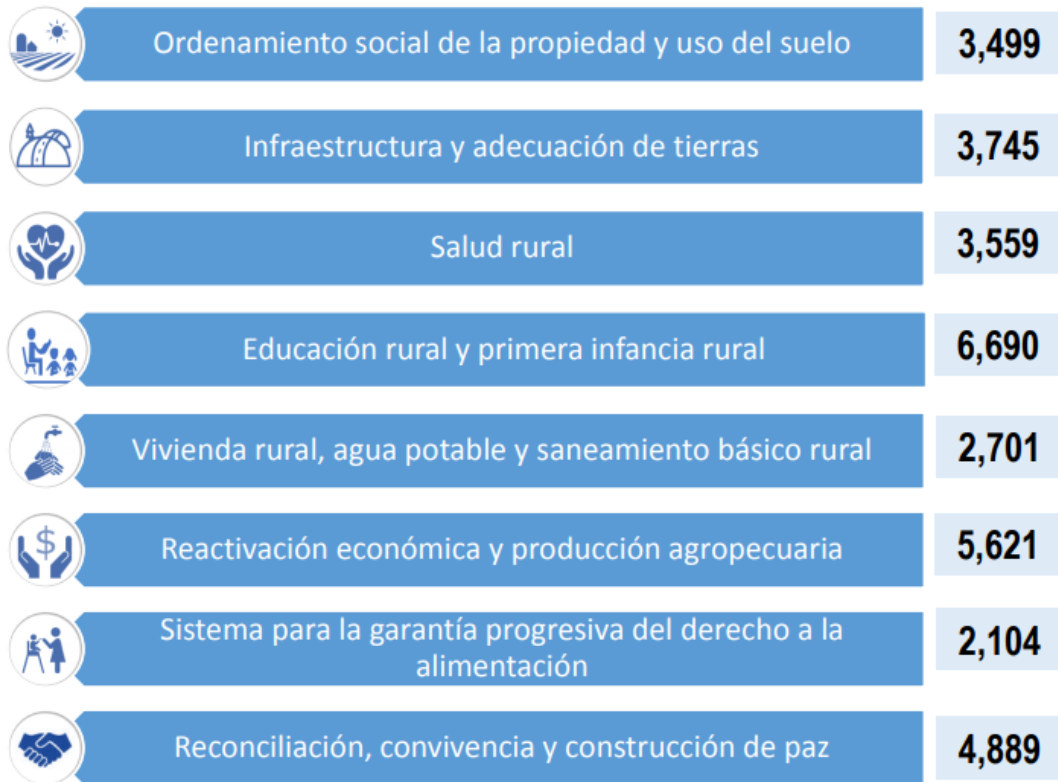 Ordenamiento social de la propiedad y uso del suelo 3,499
Infraestructura y adecuación de tierras 3,745
Salud rural 3,559
Educación rural y primera infancia rural 6,690
Vivienda rural, agua potable y saneamiento básico rural 2,701
$
Reactivación económica y producción agropecuaria 5,621
Sistema para la garantía progresiva del derecho a la
alimentación 2,104
Reconciliación, convivencia y construcción de paz 4,889